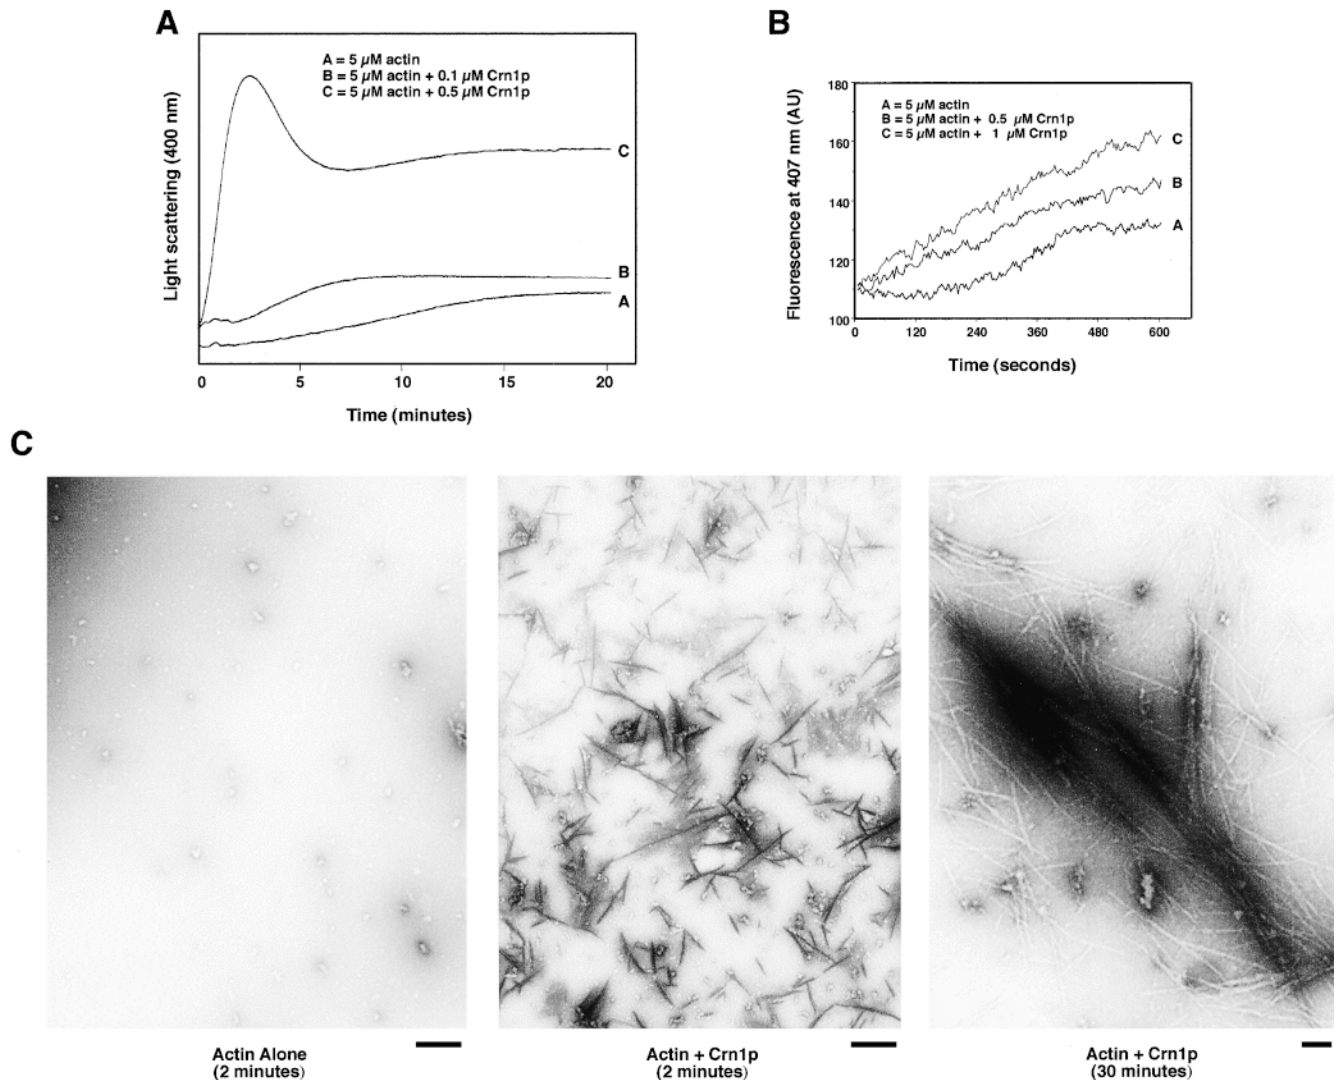 A
A = 5 µM actin
B = 5 µM actin + 0.1 µM Crn1p
C = 5 µM actin + 0.5 µM Crn1p
Light scattering (400 nm)
C
B
A
0 5 10 15 20
Time (minutes)
B
A = 5 µM actin
B = 5 µM actin + 0.5 µM Crn1p
C = 5 µM actin + 1 µM Crn1p
Fluorescence at 407 nm (AU)
180
160
140
120
100
C
B
A
0 120 240 360 480 600
Time (seconds)
C
Actin Alone
(2 minutes)
Actin + Crn1p
(2 minutes)
Actin + Crn1p
(30 minutes)